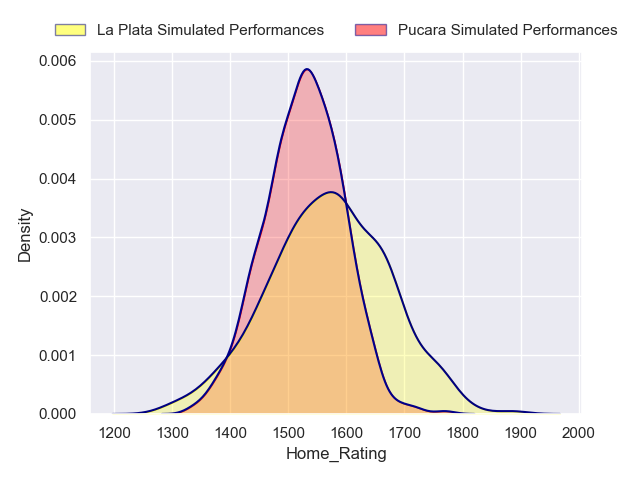 La Plata Simulated Performances Pucara Simulated Performances
0.006
0.005
0.004
0.003
0.002
0.001
0.000
Density
1200 1300 1400 1500 1600 1700 1800 1900 2000
Home_Rating